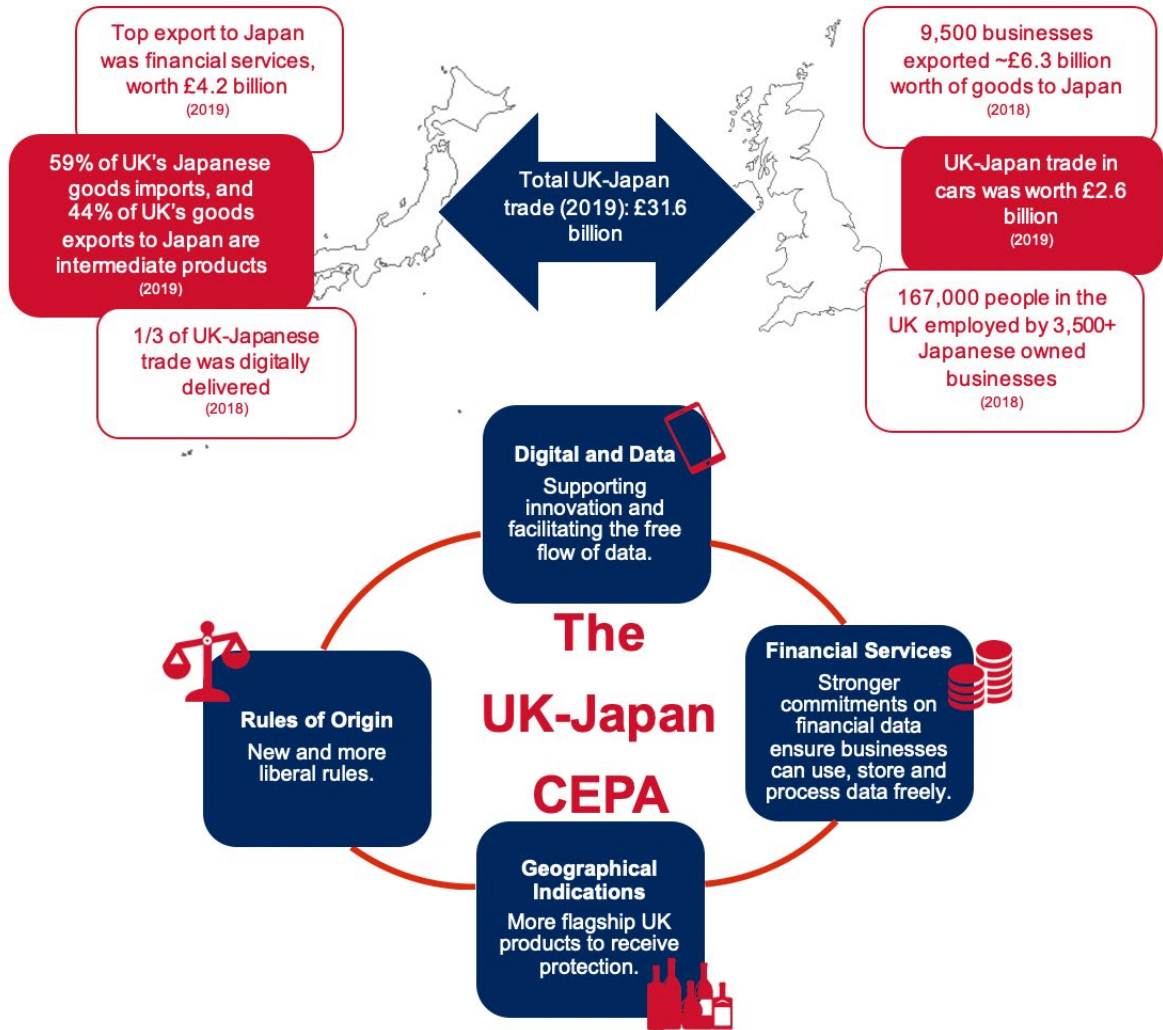 Top export to Japan
was financial services,
worth £4.2 billion
(2019)
59% of UK's Japanese
goods imports, and
44% of UK's goods
exports to Japan are
intermediate products
(2019)
1/3 of UK-Japanese
trade was digitally
delivered
(2018)
Total UK-Japan
trade (2019): £31.6
billion
9,500 businesses
exported ~£6.3 billion
worth of goods to Japan
(2018)
UK-Japan trade in
cars was worth £2.6
billion
(2019)
167,000 people in the
UK employed by 3,500+
Japanese owned
businesses
(2018)
Digital and Data
Supporting
innovation and
facilitating the free
flow of data.
The
UK-Japan
CEPA
Financial Services
Stronger
commitments on
financial data
ensure businesses
can use, store and
process data freely.
Geographical
Indications
More flagship UK
products to receive
protection.
Rules of Origin
New and more
liberal rules.